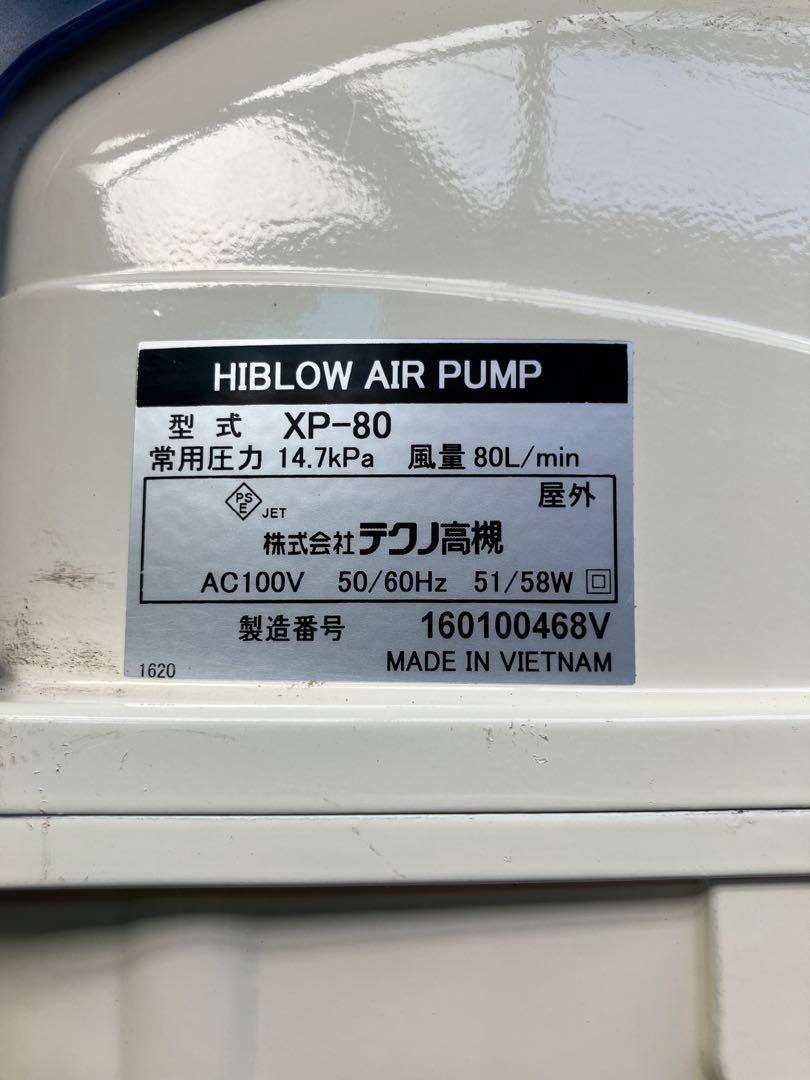 HIBLOW AIR PUMP
型式 XP-80
常用圧力 14.7kPa 風量 80L/min
PS E JET 屋外
株式会社テクノ高槻
AC100V 50/60Hz 51/58W
製造番号 160100468V
1620 MADE IN VIETNAM